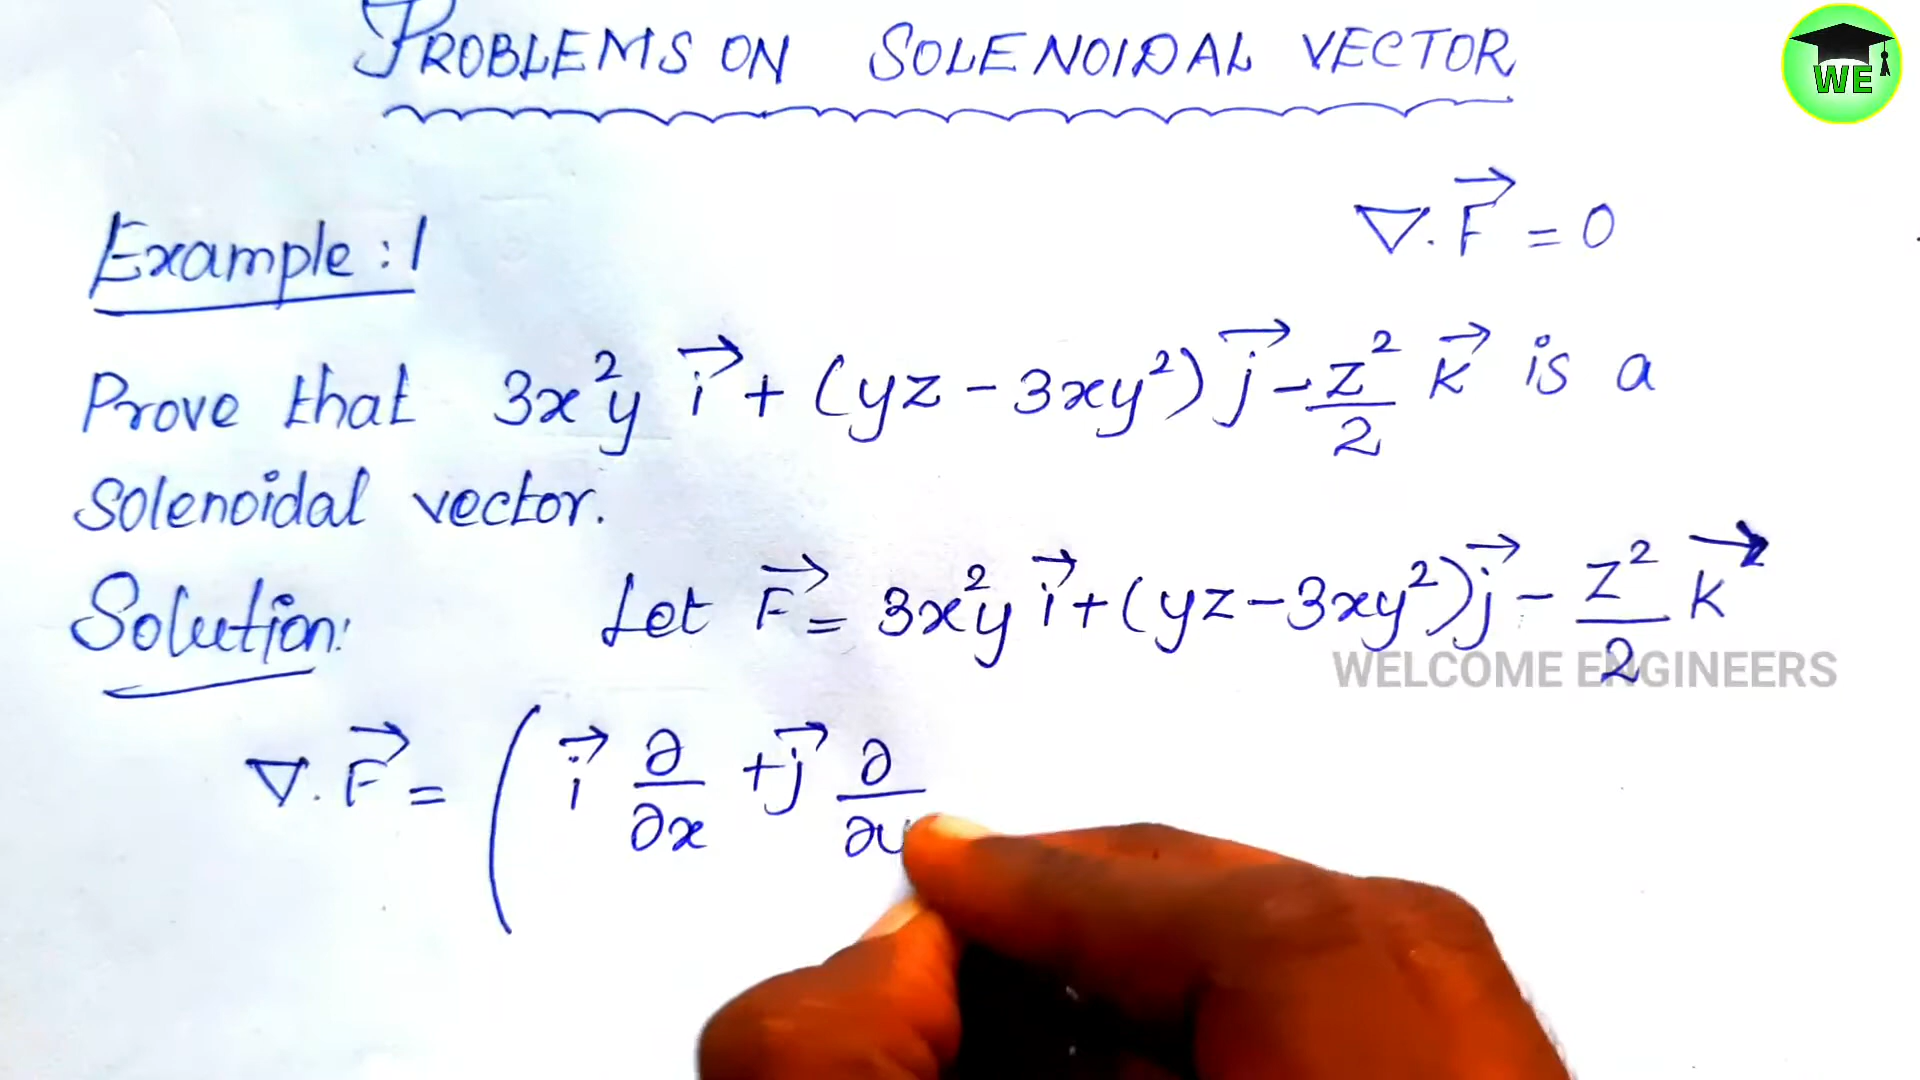 PROBLEMS ON SOLENOIDAL VECTOR
WE
∇. F⃗ = 0
Example : 1
Prove that 3x²y i⃗ + (yz - 3xy²) j⃗ - z²/2 k⃗ is a
solenoidal vector.
Solution: Let F⃗ = 3x²y i⃗ + (yz - 3xy²) j⃗ - z²/2 k⃗
WELCOME ENGINEERS
∇. F⃗ = ( i⃗ ∂/∂x + j⃗ ∂/